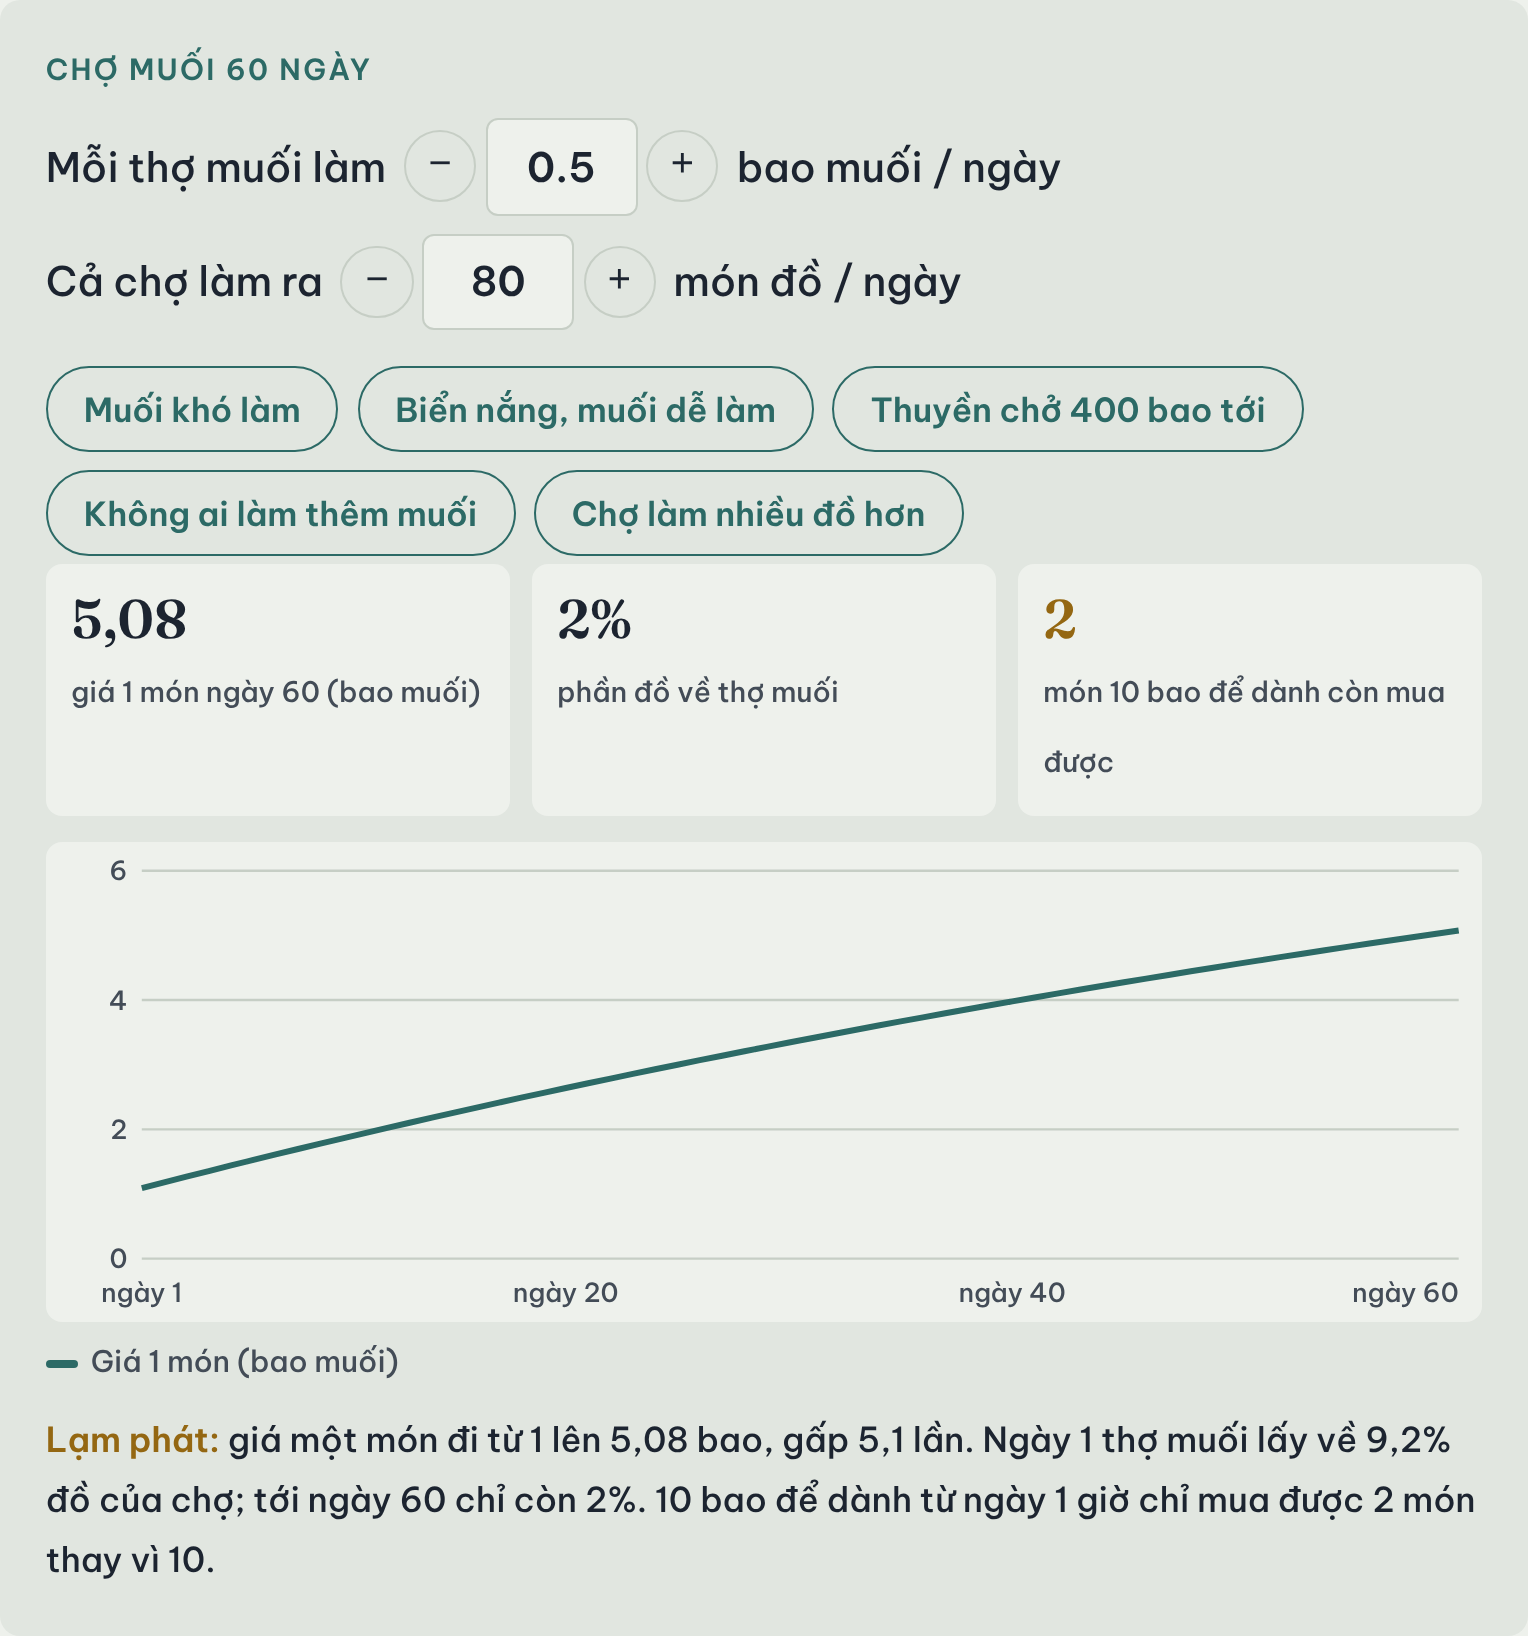 CHỢ MUỐI 60 NGÀY
Mỗi thợ muối làm − 0.5 + bao muối / ngày
Cả chợ làm ra − 80 + món đồ / ngày
Muối khó làm Biển nắng, muối dễ làm Thuyền chở 400 bao tới
Không ai làm thêm muối Chợ làm nhiều đồ hơn
5,08 2% 2
giá 1 món ngày 60 (bao muối) phần đồ về thợ muối món 10 bao để dành còn mua
được
6
4
2
0
ngày 1 ngày 20 ngày 40 ngày 60
Giá 1 món (bao muối)
Lạm phát: giá một món đi từ 1 lên 5,08 bao, gấp 5,1 lần. Ngày 1 thợ muối lấy về 9,2%
đồ của chợ; tới ngày 60 chỉ còn 2%. 10 bao để dành từ ngày 1 giờ chỉ mua được 2 món
thay vì 10.